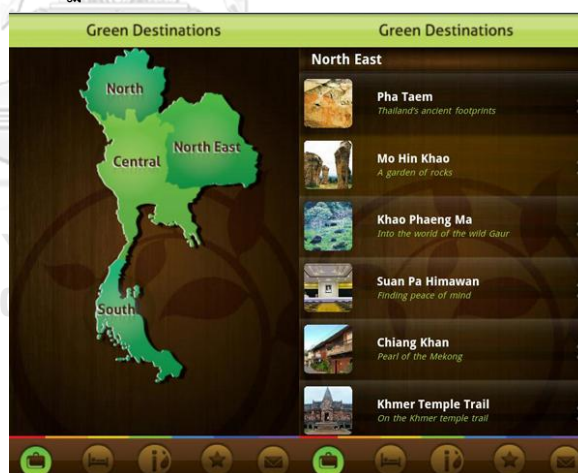 Green Destinations
North
Central
North East
South
Green Destinations
North East
Pha Taem
Thailand's ancient footprints
Mo Hin Khao
A garden of rocks
Khao Phaeng Ma
Into the world of the wild Gaur
Suan Pa Himawan
Finding peace of mind
Chiang Khan
Pearl of the Mekong
Khmer Temple Trail
On the Khmer temple trail